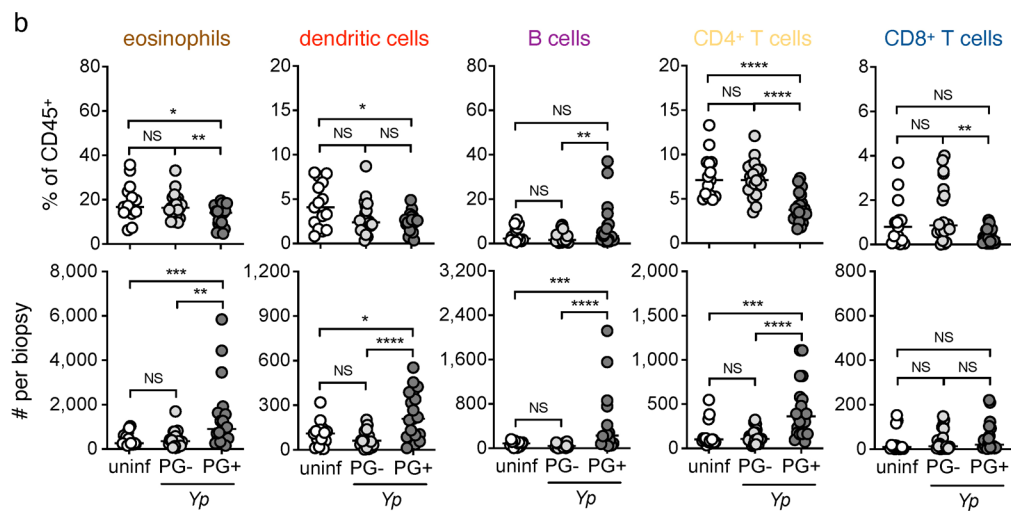 b
eosinophils dendritic cells B cells CD4+ T cells CD8+ T cells
% of CD45+
80 20 80 20 8
60 15 60 15 6
40 10 40 10 4
20 5 20 5 2
0 0 0 0 0
* NS **
* NS NS
NS ** NS
**** NS ****
NS NS **
# per biopsy
8,000 1,200 3,200 2,000 800
6,000 900 2,400 1,500 600
4,000 600 1,600 1,000 400
2,000 300 800 500 200
0 0 0 0 0
*** ** NS
* **** NS
*** **** NS
*** **** NS
NS NS NS
uninf PG- PG+ uninf PG- PG+ uninf PG- PG+ uninf PG- PG+ uninf PG- PG+
Yp Yp Yp Yp Yp